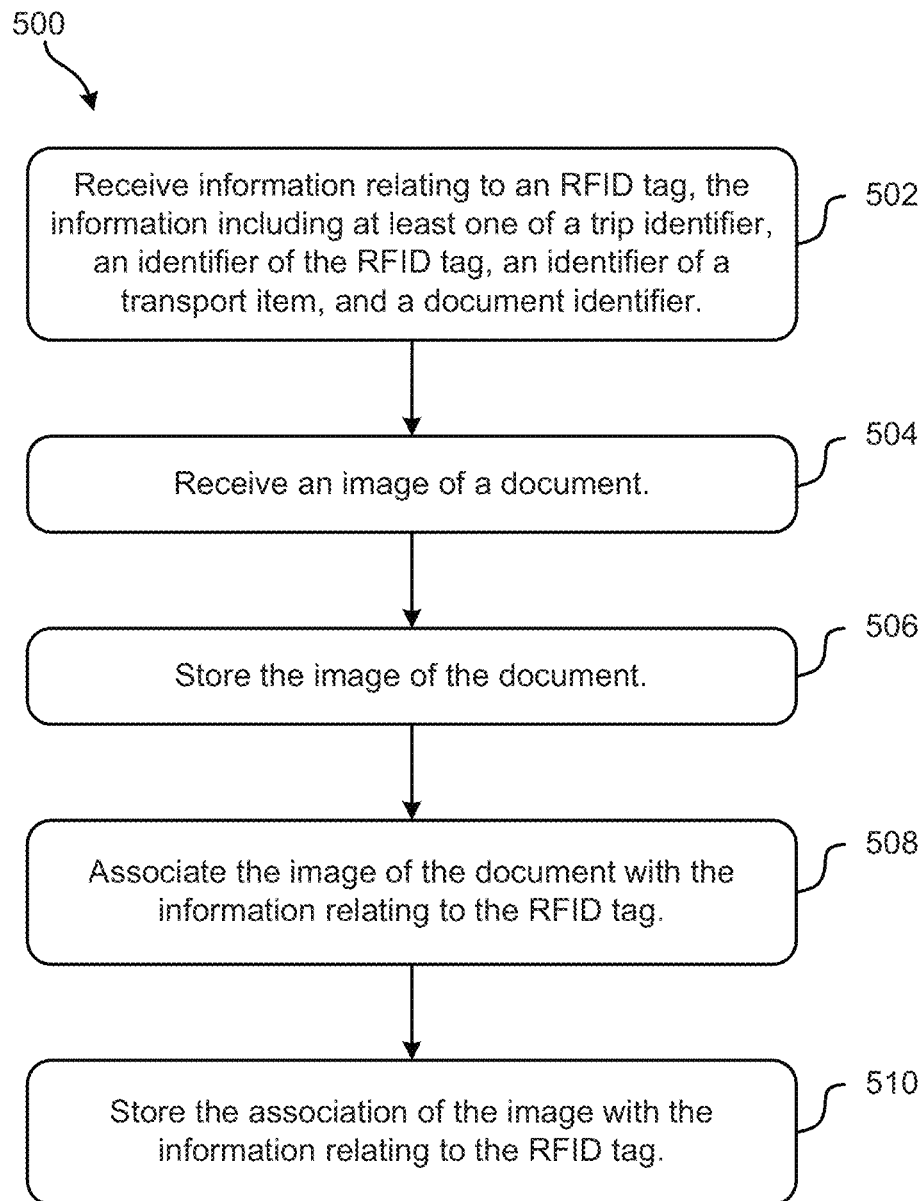 500
Receive information relating to an RFID tag, the
information including at least one of a trip identifier,
an identifier of the RFID tag, an identifier of a
transport item, and a document identifier.
502
Receive an image of a document.
504
Store the image of the document.
506
Associate the image of the document with the
information relating to the RFID tag.
508
Store the association of the image with the
information relating to the RFID tag.
510